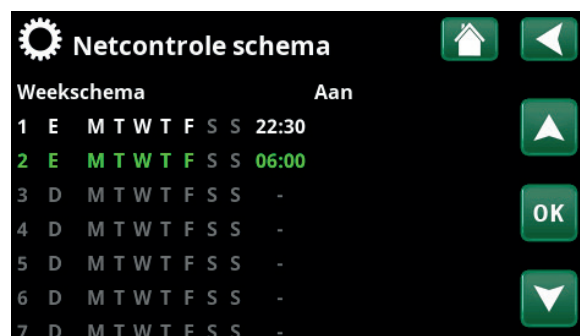 Netcontrole schema
Weekschema Aan
1 E M T W T F S S 22:30
2 E M T W T F S S 06:00
3 D M T W T F S S -
4 D M T W T F S S -
OK
5 D M T W T F S S -
6 D M T W T F S S -
7 D M T W T F S S